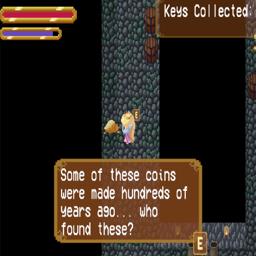 Keys Collected:
E
Some of these coins
were made hundreds of
years ago... who
found these?
E